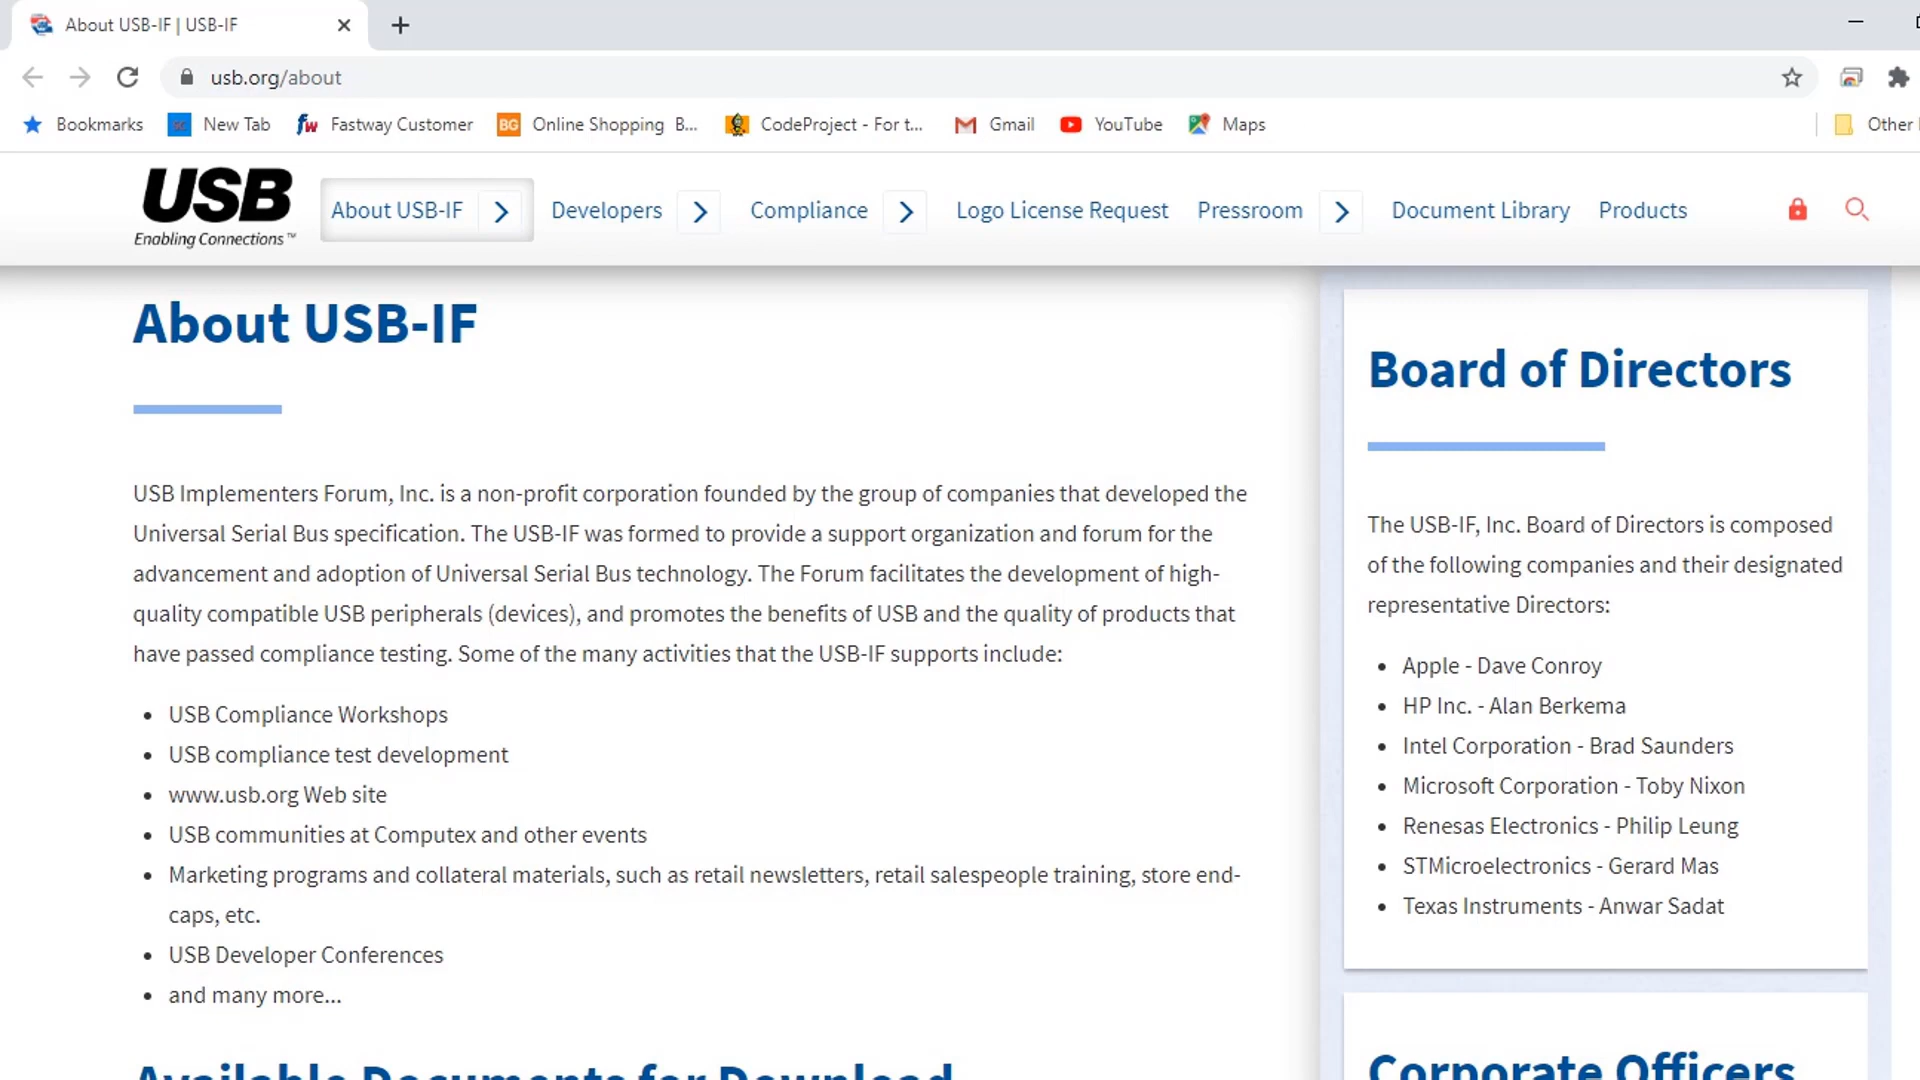 About USB-IF | USB-IF
usb.org/about
Bookmarks New Tab fw Fastway Customer BG Online Shopping B... CodeProject - For t... Gmail YouTube Maps Other
USB
Enabling Connections™
About USB-IF Developers Compliance Logo License Request Pressroom Document Library Products
About USB-IF
USB Implementers Forum, Inc. is a non-profit corporation founded by the group of companies that developed the
Universal Serial Bus specification. The USB-IF was formed to provide a support organization and forum for the
advancement and adoption of Universal Serial Bus technology. The Forum facilitates the development of high-
quality compatible USB peripherals (devices), and promotes the benefits of USB and the quality of products that
have passed compliance testing. Some of the many activities that the USB-IF supports include:
USB Compliance Workshops
USB compliance test development
www.usb.org Web site
USB communities at Computex and other events
Marketing programs and collateral materials, such as retail newsletters, retail salespeople training, store end-
caps, etc.
USB Developer Conferences
and many more...
Available Documents for Download
Board of Directors
The USB-IF, Inc. Board of Directors is composed
of the following companies and their designated
representative Directors:
Apple - Dave Conroy
HP Inc. - Alan Berkema
Intel Corporation - Brad Saunders
Microsoft Corporation - Toby Nixon
Renesas Electronics - Philip Leung
STMicroelectronics - Gerard Mas
Texas Instruments - Anwar Sadat
Corporate Officers